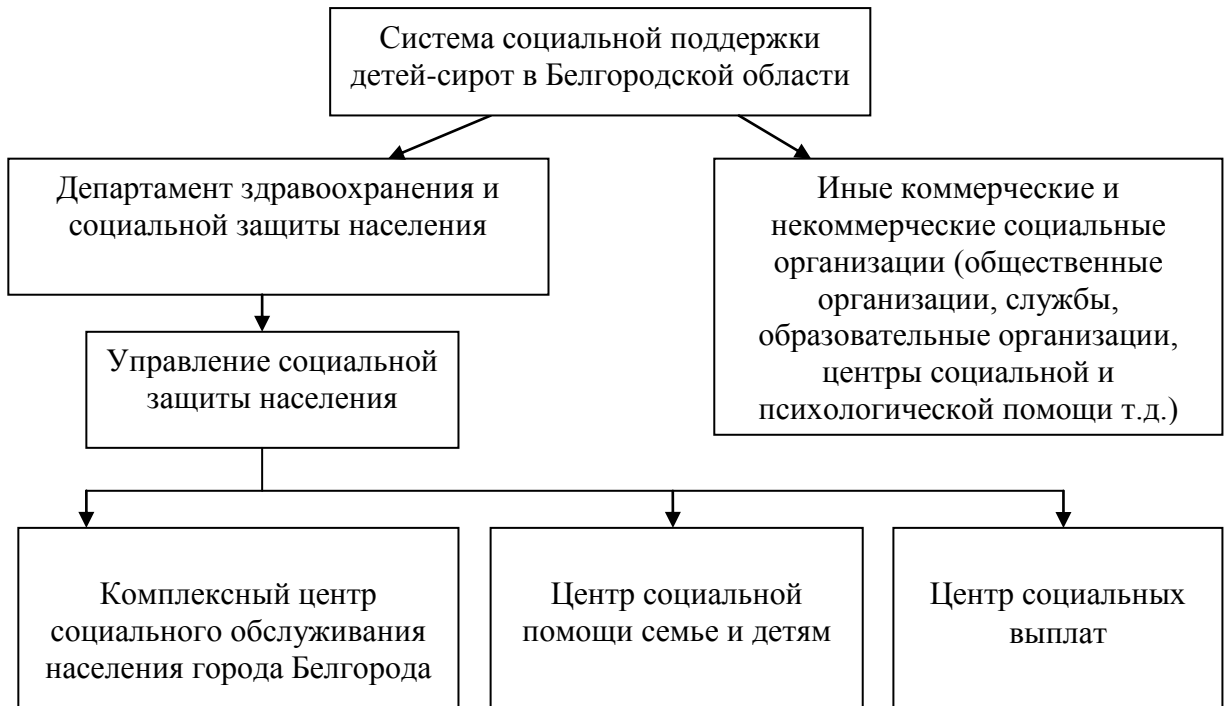 Система социальной поддержки
детей-сирот в Белгородской области
Департамент здравоохранения и
социальной защиты населения
Иные коммерческие и
некоммерческие социальные
организации (общественные
организации, службы,
образовательные организации,
центры социальной и
психологической помощи т.д.)
Управление социальной
защиты населения
Комплексный центр
социального обслуживания
населения города Белгорода
Центр социальной
помощи семье и детям
Центр социальных
выплат